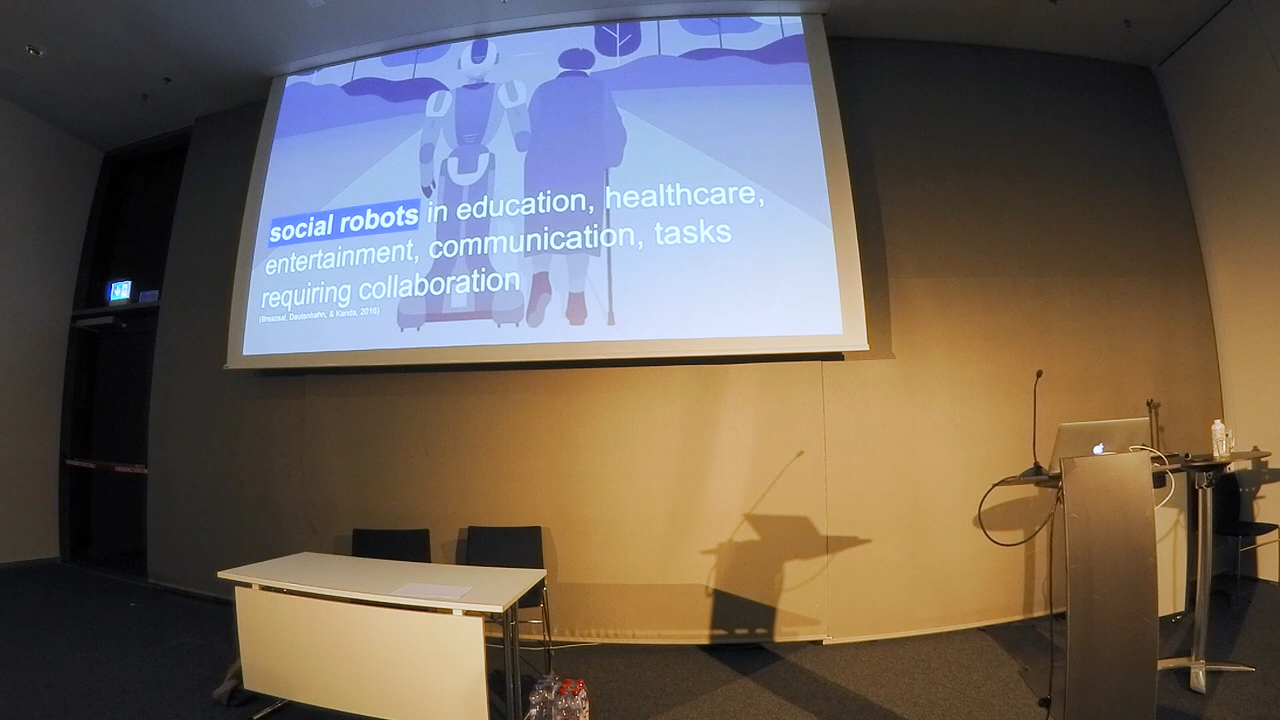 social robots in education, healthcare,
entertainment, communication, tasks
requiring collaboration
(Breazeal, Dautenhahn, & Kanda, 2016)